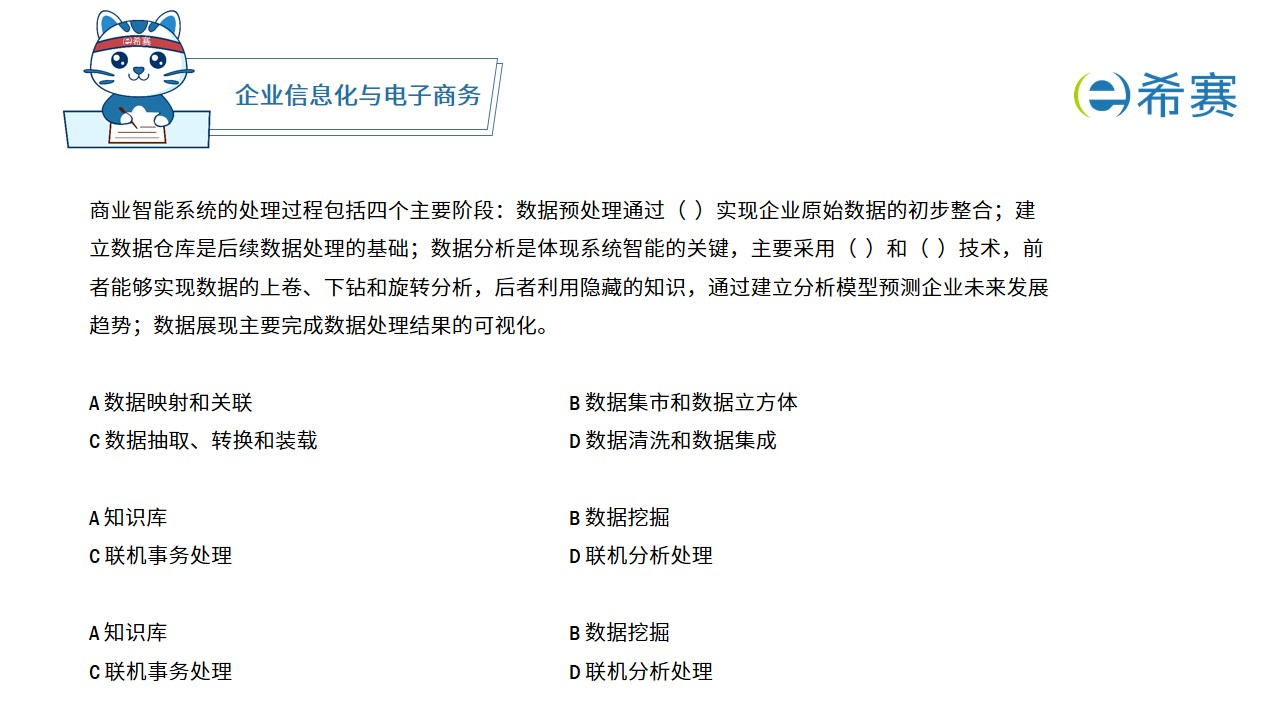 企业信息化与电子商务
希赛
希赛
商业智能系统的处理过程包括四个主要阶段：数据预处理通过（ ）实现企业原始数据的初步整合；建
立数据仓库是后续数据处理的基础；数据分析是体现系统智能的关键，主要采用（ ）和（ ）技术，前
者能够实现数据的上卷、下钻和旋转分析，后者利用隐藏的知识，通过建立分析模型预测企业未来发展
趋势；数据展现主要完成数据处理结果的可视化。
A 数据映射和关联 B 数据集市和数据立方体
C 数据抽取、转换和装载 D 数据清洗和数据集成
A 知识库 B 数据挖掘
C 联机事务处理 D 联机分析处理
A 知识库 B 数据挖掘
C 联机事务处理 D 联机分析处理